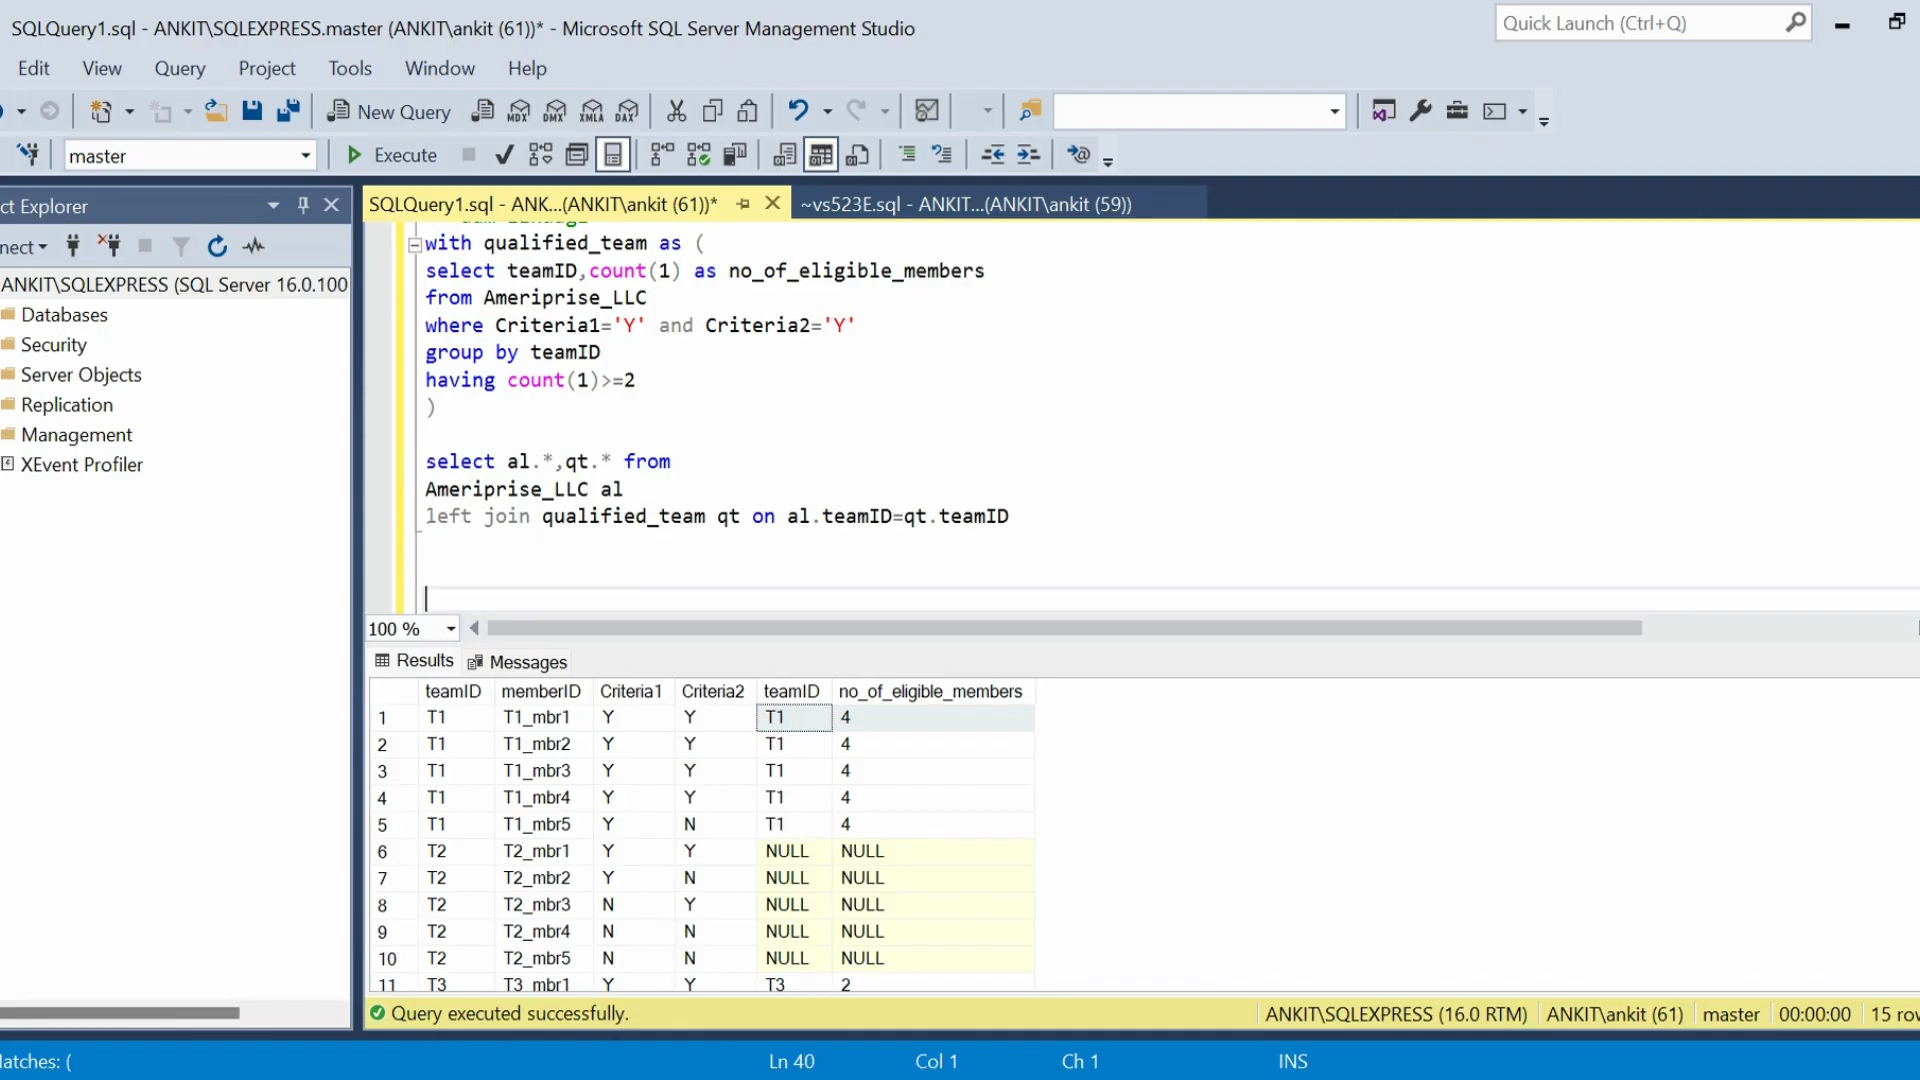 SQLQuery1.sql - ANKIT\SQLEXPRESS.master (ANKIT\ankit (61))* - Microsoft SQL Server Management Studio
Quick Launch (Ctrl+Q)
Edit View Query Project Tools Window Help
New Query MDX DMX XMLA DAX
master Execute
ct Explorer
SQLQuery1.sql - ANK...(ANKIT\ankit (61))* ~vs523E.sql - ANKIT...(ANKIT\ankit (59))
nect
ANKIT\SQLEXPRESS (SQL Server 16.0.100
Databases
Security
Server Objects
Replication
Management
XEvent Profiler
with qualified_team as (
select teamID,count(1) as no_of_eligible_members
from Ameriprise_LLC
where Criteria1='Y' and Criteria2='Y'
group by teamID
having count(1)>=2
)
select al.*,qt.* from
Ameriprise_LLC al
left join qualified_team qt on al.teamID=qt.teamID
100 %
Results Messages
teamID memberID Criteria1 Criteria2 teamID no_of_eligible_members
1 T1 T1_mbr1 Y Y T1 4
2 T1 T1_mbr2 Y Y T1 4
3 T1 T1_mbr3 Y Y T1 4
4 T1 T1_mbr4 Y Y T1 4
5 T1 T1_mbr5 Y N T1 4
6 T2 T2_mbr1 Y Y NULL NULL
7 T2 T2_mbr2 Y N NULL NULL
8 T2 T2_mbr3 N Y NULL NULL
9 T2 T2_mbr4 N N NULL NULL
10 T2 T2_mbr5 N N NULL NULL
11 T3 T3_mbr1 Y Y T3 2
Query executed successfully. ANKIT\SQLEXPRESS (16.0 RTM) ANKIT\ankit (61) master 00:00:00 15 rov
latches: ( Ln 40 Col 1 Ch 1 INS